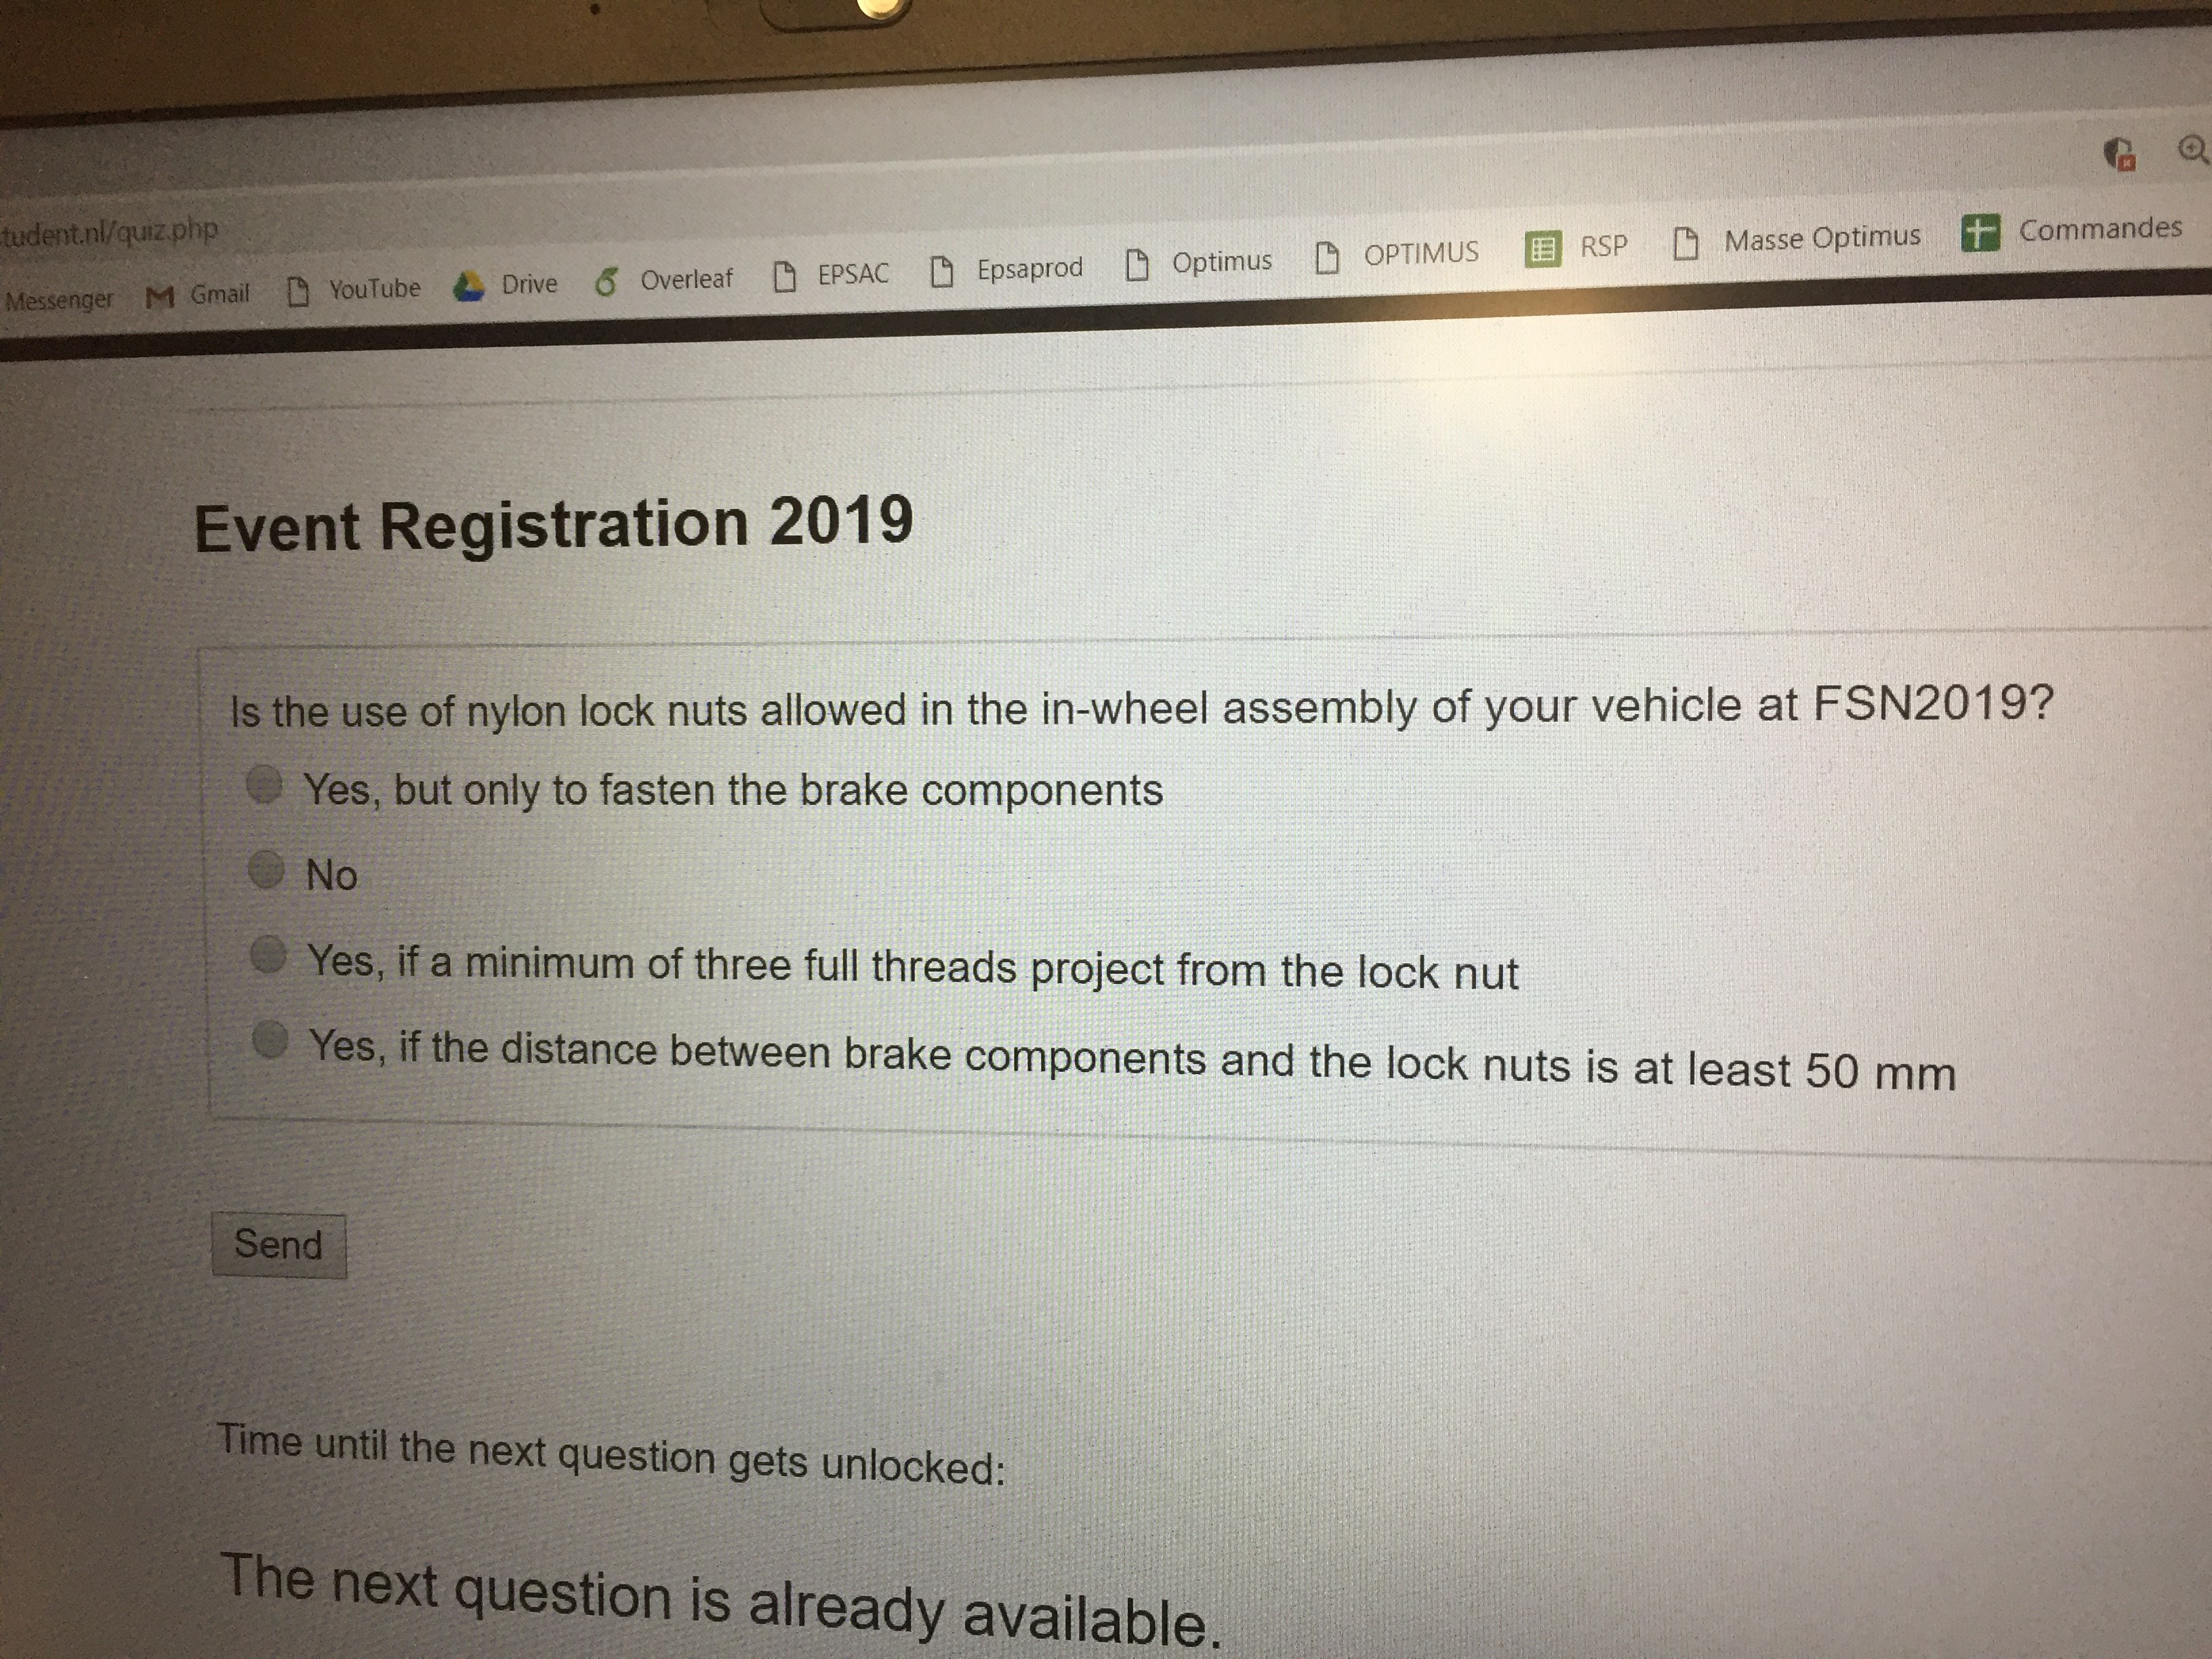 tudent.nl/quiz.php
Messenger Gmail YouTube Drive Overleaf EPSAC Epsaprod Optimus OPTIMUS RSP Masse Optimus Commandes
Event Registration 2019
Is the use of nylon lock nuts allowed in the in-wheel assembly of your vehicle at FSN2019?
Yes, but only to fasten the brake components
No
Yes, if a minimum of three full threads project from the lock nut
Yes, if the distance between brake components and the lock nuts is at least 50 mm
Send
Time until the next question gets unlocked:
The next question is already available.